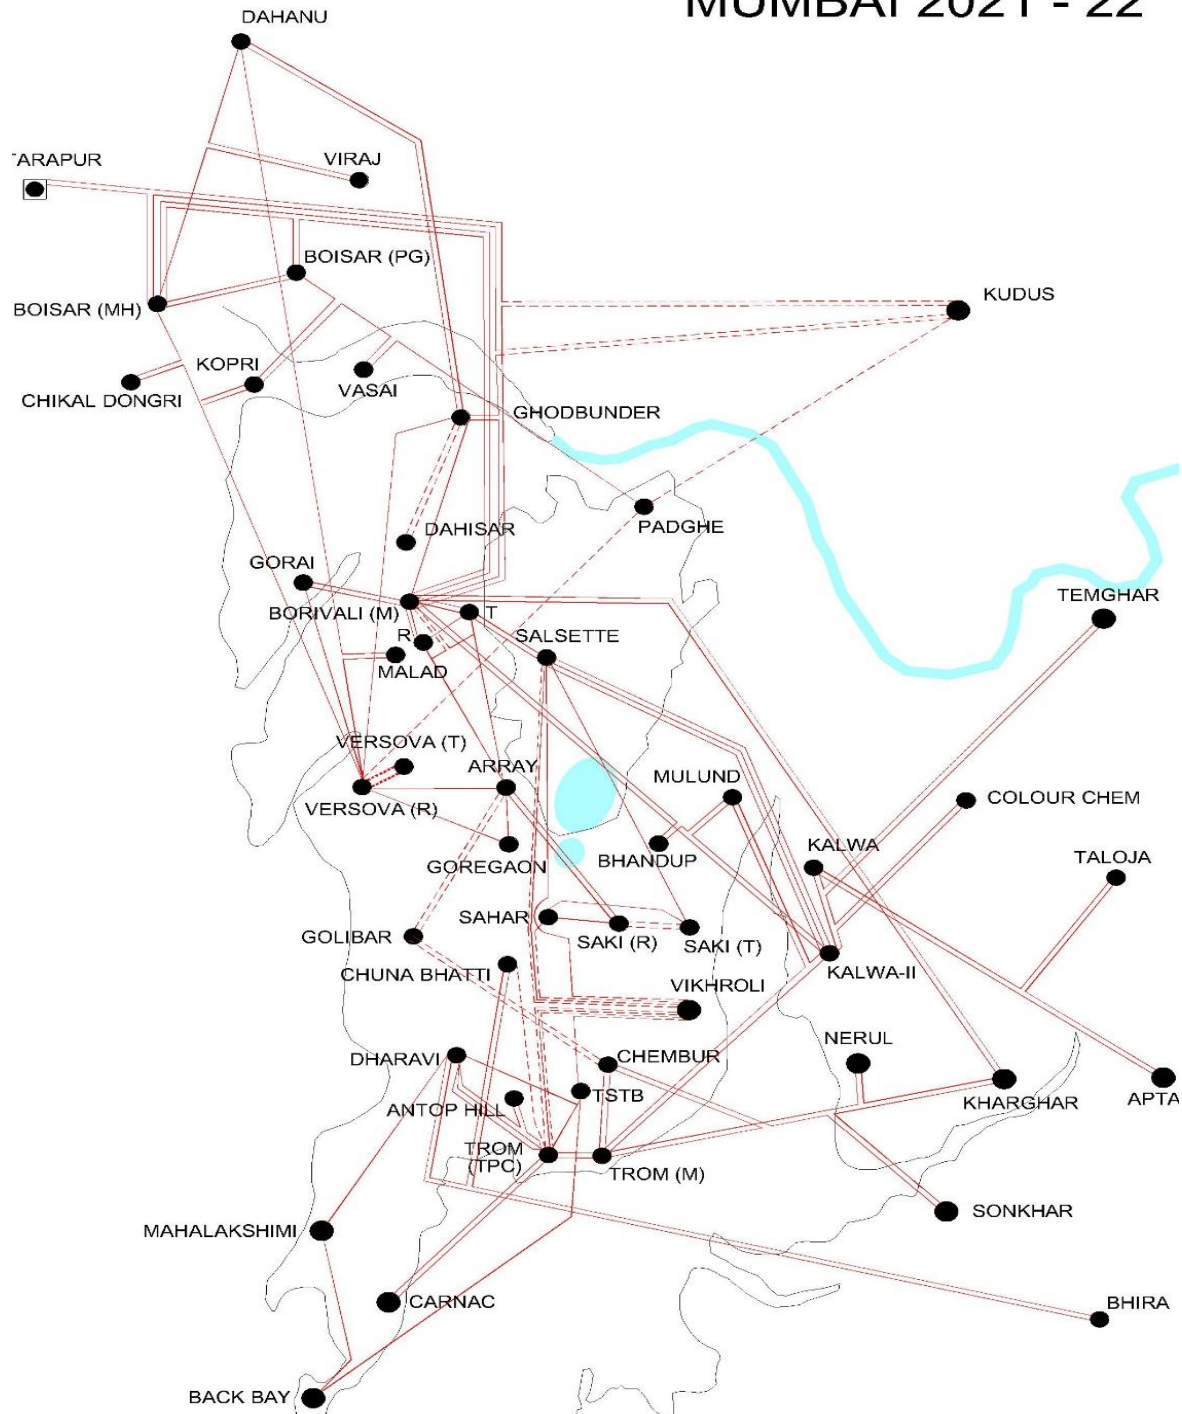 MUMBAI 2021 - 22
DAHANU
TARAPUR
VIRAJ
BOISAR (PG)
BOISAR (MH)
KUDUS
KOPRI
CHIKAL DONGRI
VASAI
GHODBUNDER
DAHISAR
PADGHE
GORAI
BORIVALI (M)
T
TEMGHAR
R
SALSETTE
MALAD
VERSOVA (T)
ARRAY
MULUND
COLOUR CHEM
VERSOVA (R)
KALWA
GOREGAON
BHANDUP
TALOJA
SAHAR
GOLIBAR
SAKI (R)
SAKI (T)
CHUNA BHATTI
KALWA-II
VIKHROLI
NERUL
DHARAVI
CHEMBUR
ANTOP HILL
TSTB
KHARGHAR
APTA
TROM
(TPC)
TROM (M)
SONKHAR
MAHALAKSHIMI
CARNAC
BHIRA
BACK BAY